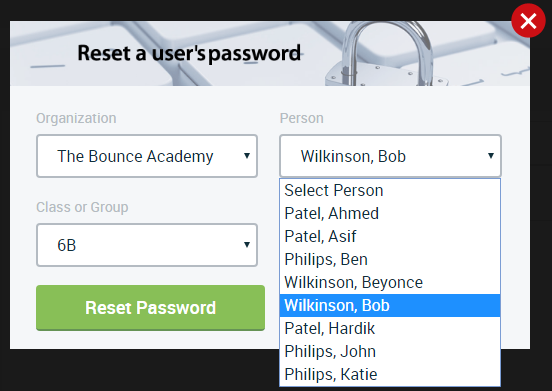 Reset a user's password
Organization
The Bounce Academy
Person
Wilkinson, Bob
Select Person
Patel, Ahmed
Patel, Asif
Philips, Ben
Wilkinson, Beyonce
Wilkinson, Bob
Patel, Hardik
Philips, John
Philips, Katie
Class or Group
6B
Reset Password